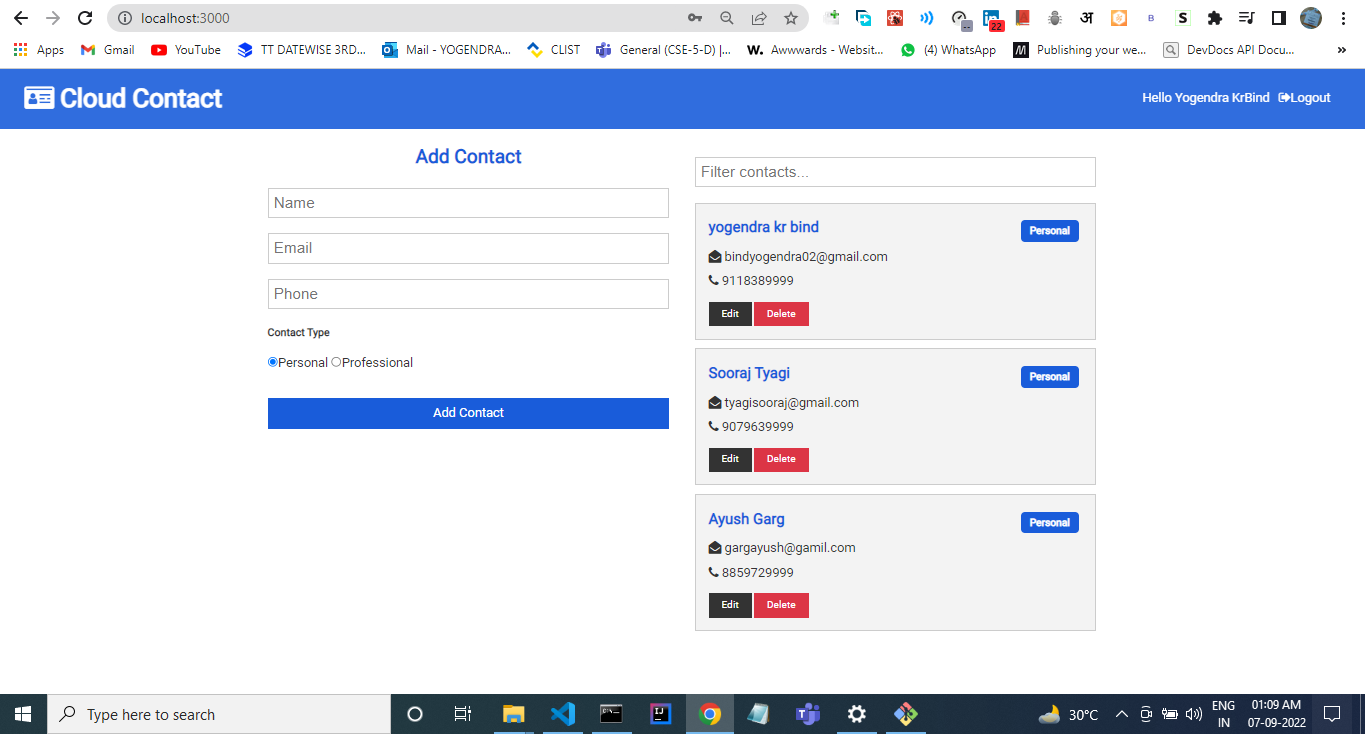 localhost:3000
अ
B
S
22
Apps
Gmail
YouTube
TT DATEWISE 3RD...
Mail - YOGENDRA...
CLIST
General (CSE-5-D) |...
W. Awwwards - Websit...
(4) WhatsApp
M Publishing your we...
DevDocs API Docu...
»
Cloud Contact
Hello Yogendra KrBind Logout
Add Contact
Name
Email
Phone
Contact Type
Personal Professional
Add Contact
Filter contacts...
yogendra kr bind
Personal
bindyogendra02@gmail.com
9118389999
Edit Delete
Sooraj Tyagi
Personal
tyagisooraj@gmail.com
9079639999
Edit Delete
Ayush Garg
Personal
gargayush@gamil.com
8859729999
Edit Delete
Type here to search
30°C
ENG
IN
01:09 AM
07-09-2022